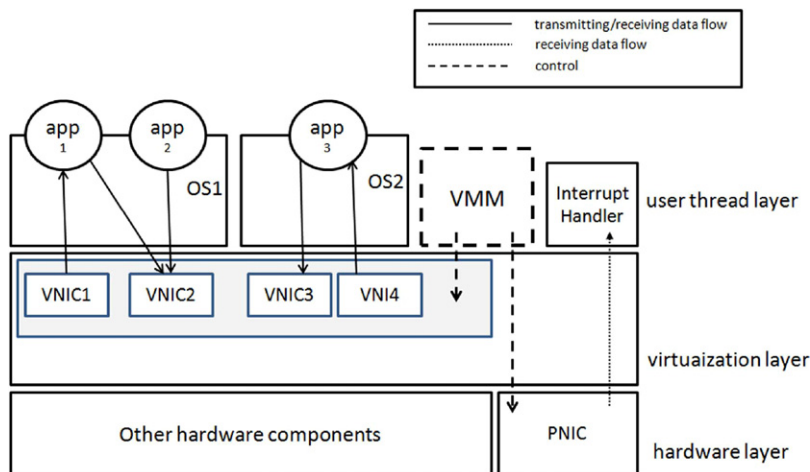 transmitting/receiving data flow
receiving data flow
control
app
1
app
2
app
3
OS1
OS2
VMM
Interrupt
Handler
user thread layer
VNIC1
VNIC2
VNIC3
VNI4
virtuaization layer
Other hardware components
PNIC
hardware layer